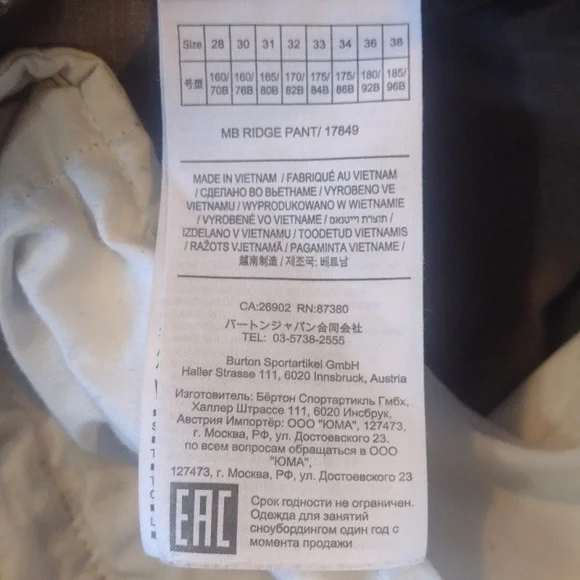 Size 28 30 31 32 33 34 36 38
号型 160/70B 160/76B 165/80B 170/82B 175/84B 175/86B 180/92B 185/96B
MB RIDGE PANT/ 17849
MADE IN VIETNAM / FABRIQUÉ AU VIETNAM
/ СДЕЛАНО ВО ВЬЕТНАМЕ / VYROBENO VE
VIETNAMU / WYPRODUKOWANO W WIETNAMIE
/ VYROBENÉ VO VIETNAME / תוצרת וייטנאם /
IZDELANO V VIETNAMU / TOODETUD VIETNAMIS
/ RAŽOTS VJETNAMĀ / PAGAMINTA VIETNAME /
越南制造 / 제조국: 베트남
CA:26902 RN:87380
バートンジャパン合同会社
TEL: 03-5738-2555
Burton Sportartikel GmbH
Haller Strasse 111, 6020 Innsbruck, Austria
Изготовитель: Бёртон Спортартикль Гмбх,
Халлер Штрассе 111, 6020 Инсбрук,
Австрия Импортёр: ООО "ЮМА", 127473,
г. Москва, РФ, ул. Достоевского 23.
по всем вопросам обращаться в ООО
"ЮМА",
127473, г. Москва, РФ, ул. Достоевского 23
EAC
Срок годности не ограничен.
Одежда для занятий
сноубордингом один год с
момента продажи